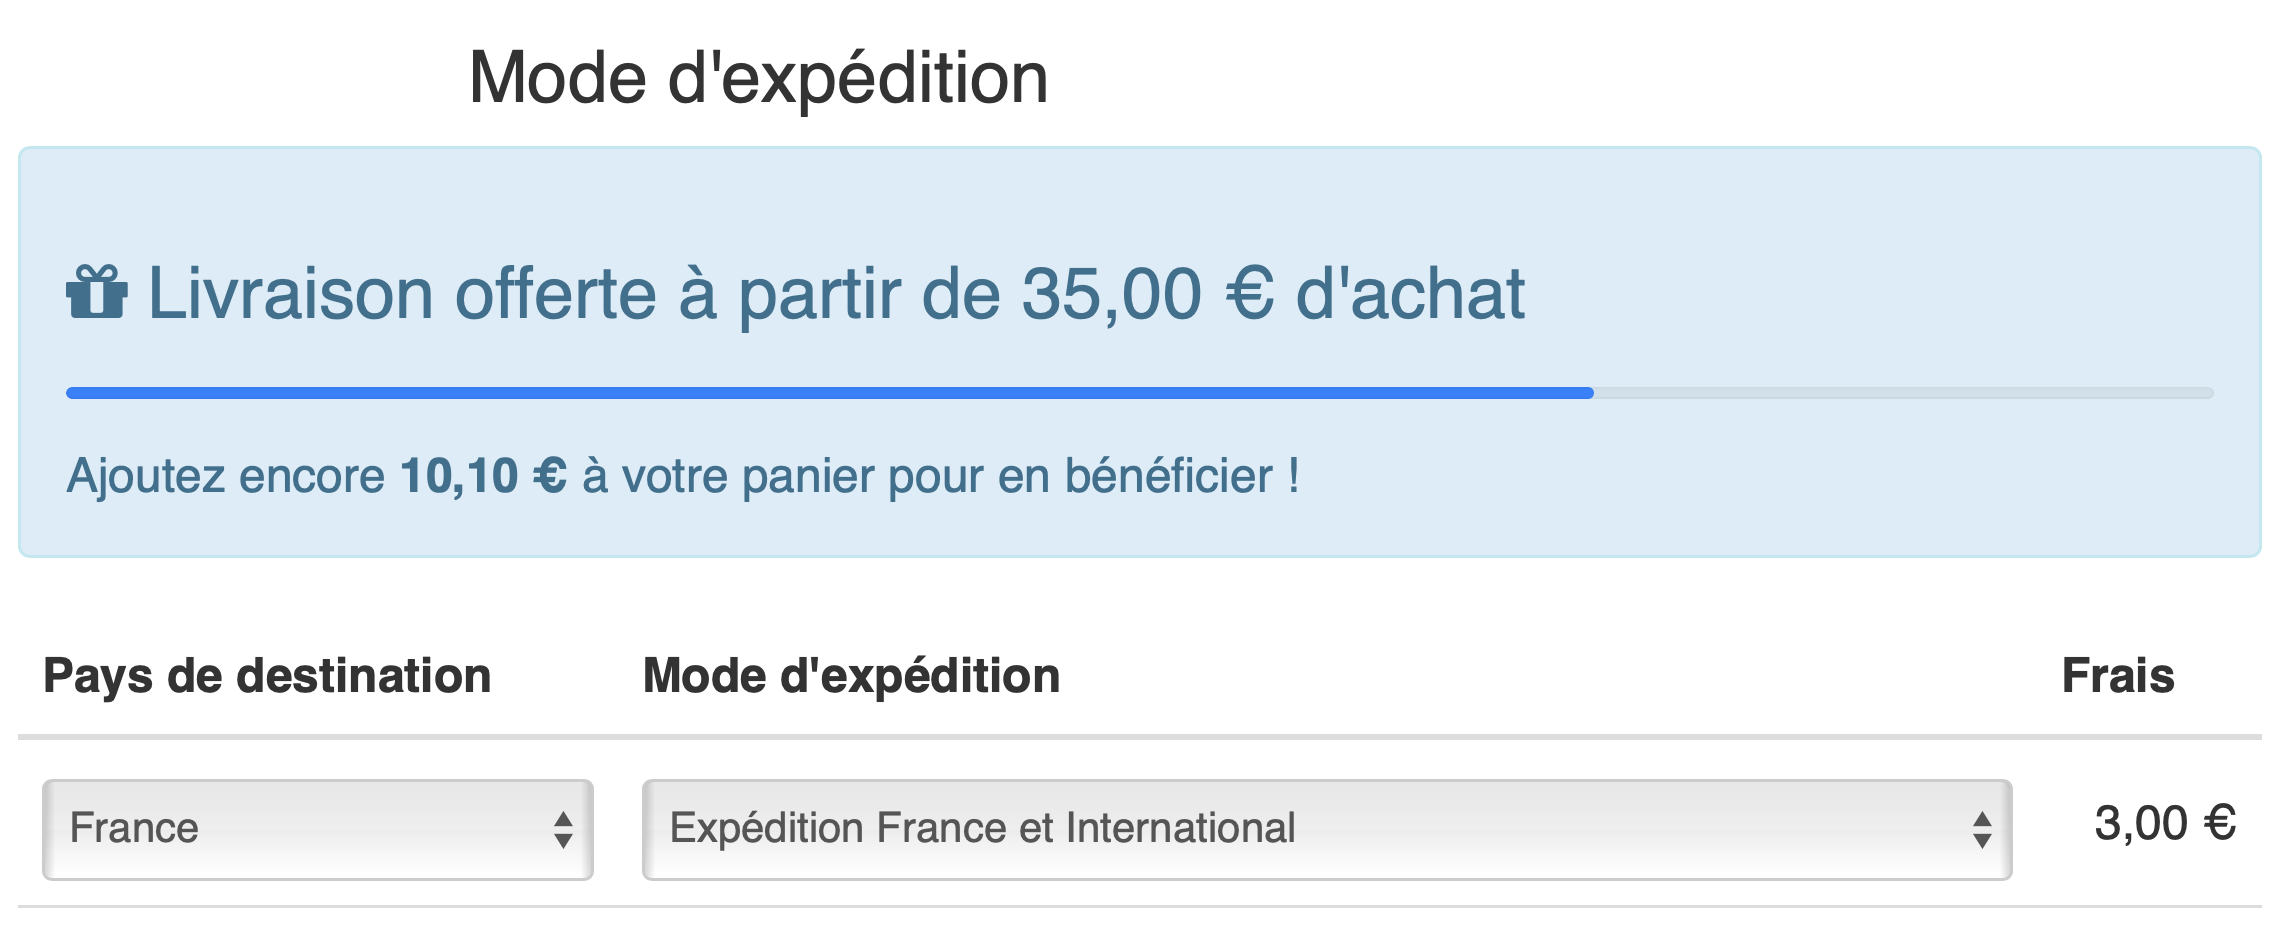 Mode d'expédition
Livraison offerte à partir de 35,00 € d'achat
Ajoutez encore 10,10 € à votre panier pour en bénéficier !
Pays de destination Mode d'expédition Frais
France Expédition France et International 3,00 €